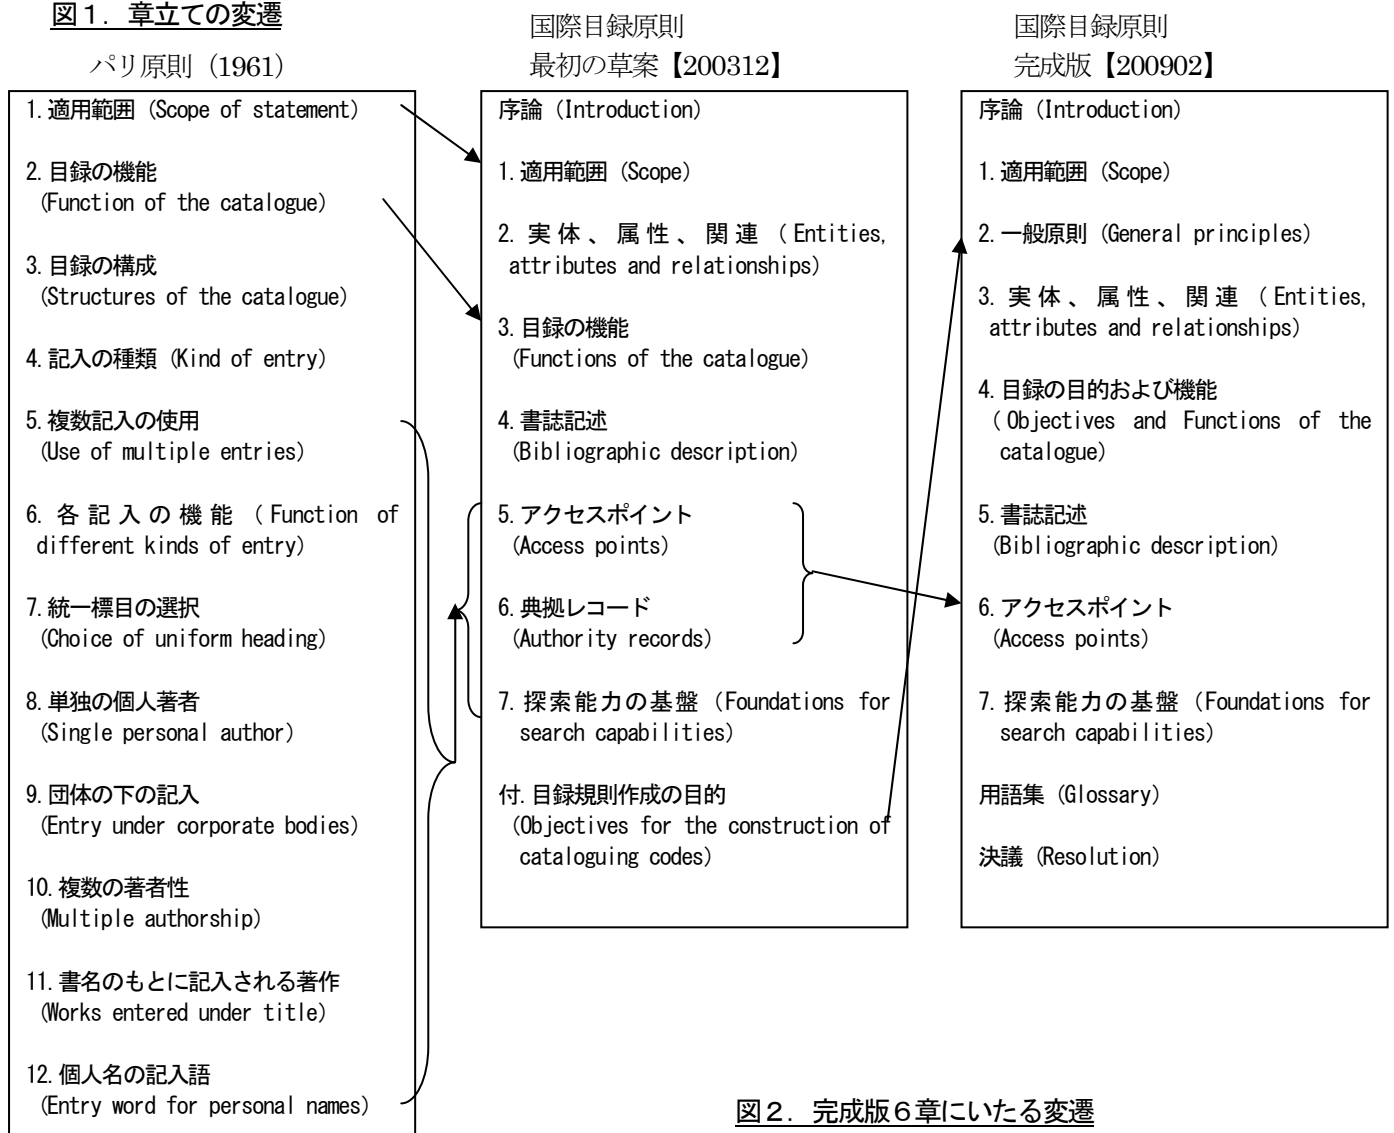 図1．章立ての変遷
パリ原則（1961）
1.適用範囲（Scope of statement）
2.目録の機能
（Function of the catalogue）
3.目録の構成
（Structures of the catalogue）
4.記入の種類（Kind of entry）
5.複数記入の使用
（Use of multiple entries）
6. 各記入の機能（Function of
different kinds of entry）
7.統一標目の選択
（Choice of uniform heading）
8.単独の個人著者
（Single personal author）
9.団体の下の記入
（Entry under corporate bodies）
10.複数の著者性
（Multiple authorship）
11.書名のもとに記入される著作
（Works entered under title）
12.個人名の記入語
（Entry word for personal names）
国際目録原則
最初の草案【200312】
序論（Introduction）
1.適用範囲（Scope）
2. 実体、属性、関連（Entities,
attributes and relationships）
3.目録の機能
（Functions of the catalogue）
4.書誌記述
（Bibliographic description）
5.アクセスポイント
（Access points）
6.典拠レコード
（Authority records）
7.探索能力の基盤（Foundations for
search capabilities）
付.目録規則作成の目的
（Objectives for the construction of
cataloguing codes）
国際目録原則
完成版【200902】
序論（Introduction）
1.適用範囲（Scope）
2.一般原則（General principles）
3. 実体、属性、関連（Entities,
attributes and relationships）
4.目録の目的および機能
（Objectives and Functions of the
catalogue）
5.書誌記述
（Bibliographic description）
6.アクセスポイント
（Access points）
7.探索能力の基盤（Foundations for
search capabilities）
用語集（Glossary）
決議（Resolution）
図2．完成版6章にいたる変遷